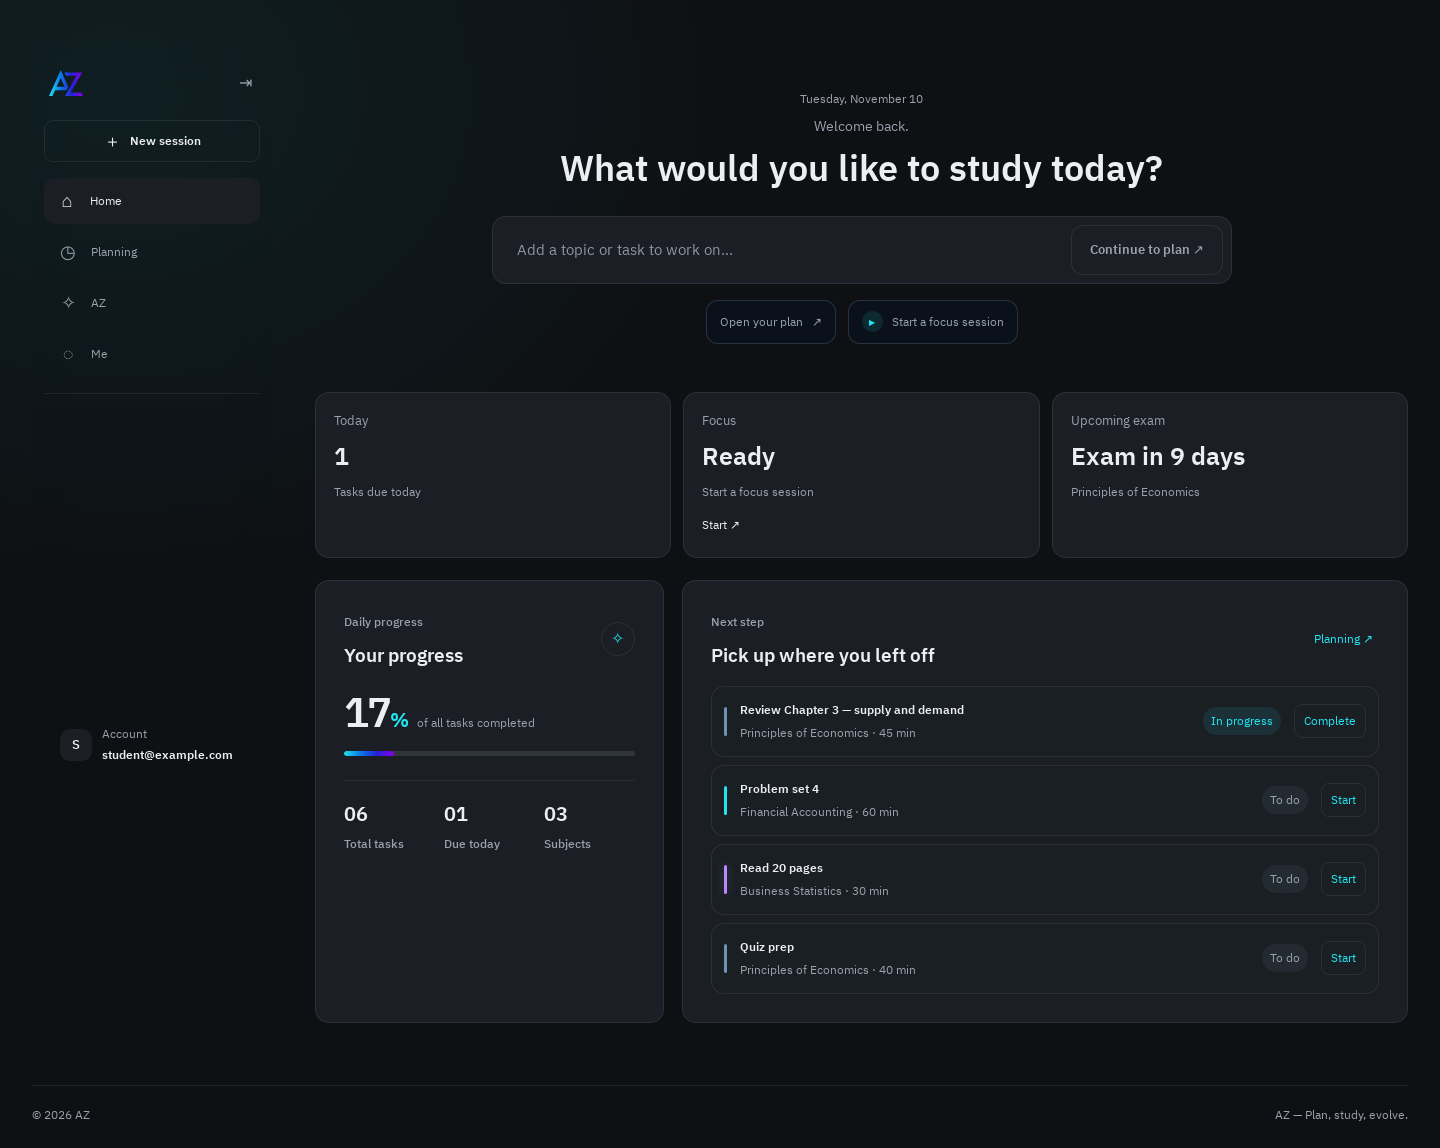 AZ
New session
Home
Planning
AZ
Me
Account
S
student@example.com
Tuesday, November 10
Welcome back.
What would you like to study today?
Add a topic or task to work on...
Continue to plan ↗
Open your plan ↗
Start a focus session
Today
1
Tasks due today
Focus
Ready
Start a focus session
Start ↗
Upcoming exam
Exam in 9 days
Principles of Economics
Daily progress
Your progress
17% of all tasks completed
06
Total tasks
01
Due today
03
Subjects
Next step
Pick up where you left off
Planning ↗
Review Chapter 3 — supply and demand
Principles of Economics · 45 min
In progress
Complete
Problem set 4
Financial Accounting · 60 min
To do
Start
Read 20 pages
Business Statistics · 30 min
To do
Start
Quiz prep
Principles of Economics · 40 min
To do
Start
© 2026 AZ
AZ — Plan, study, evolve.